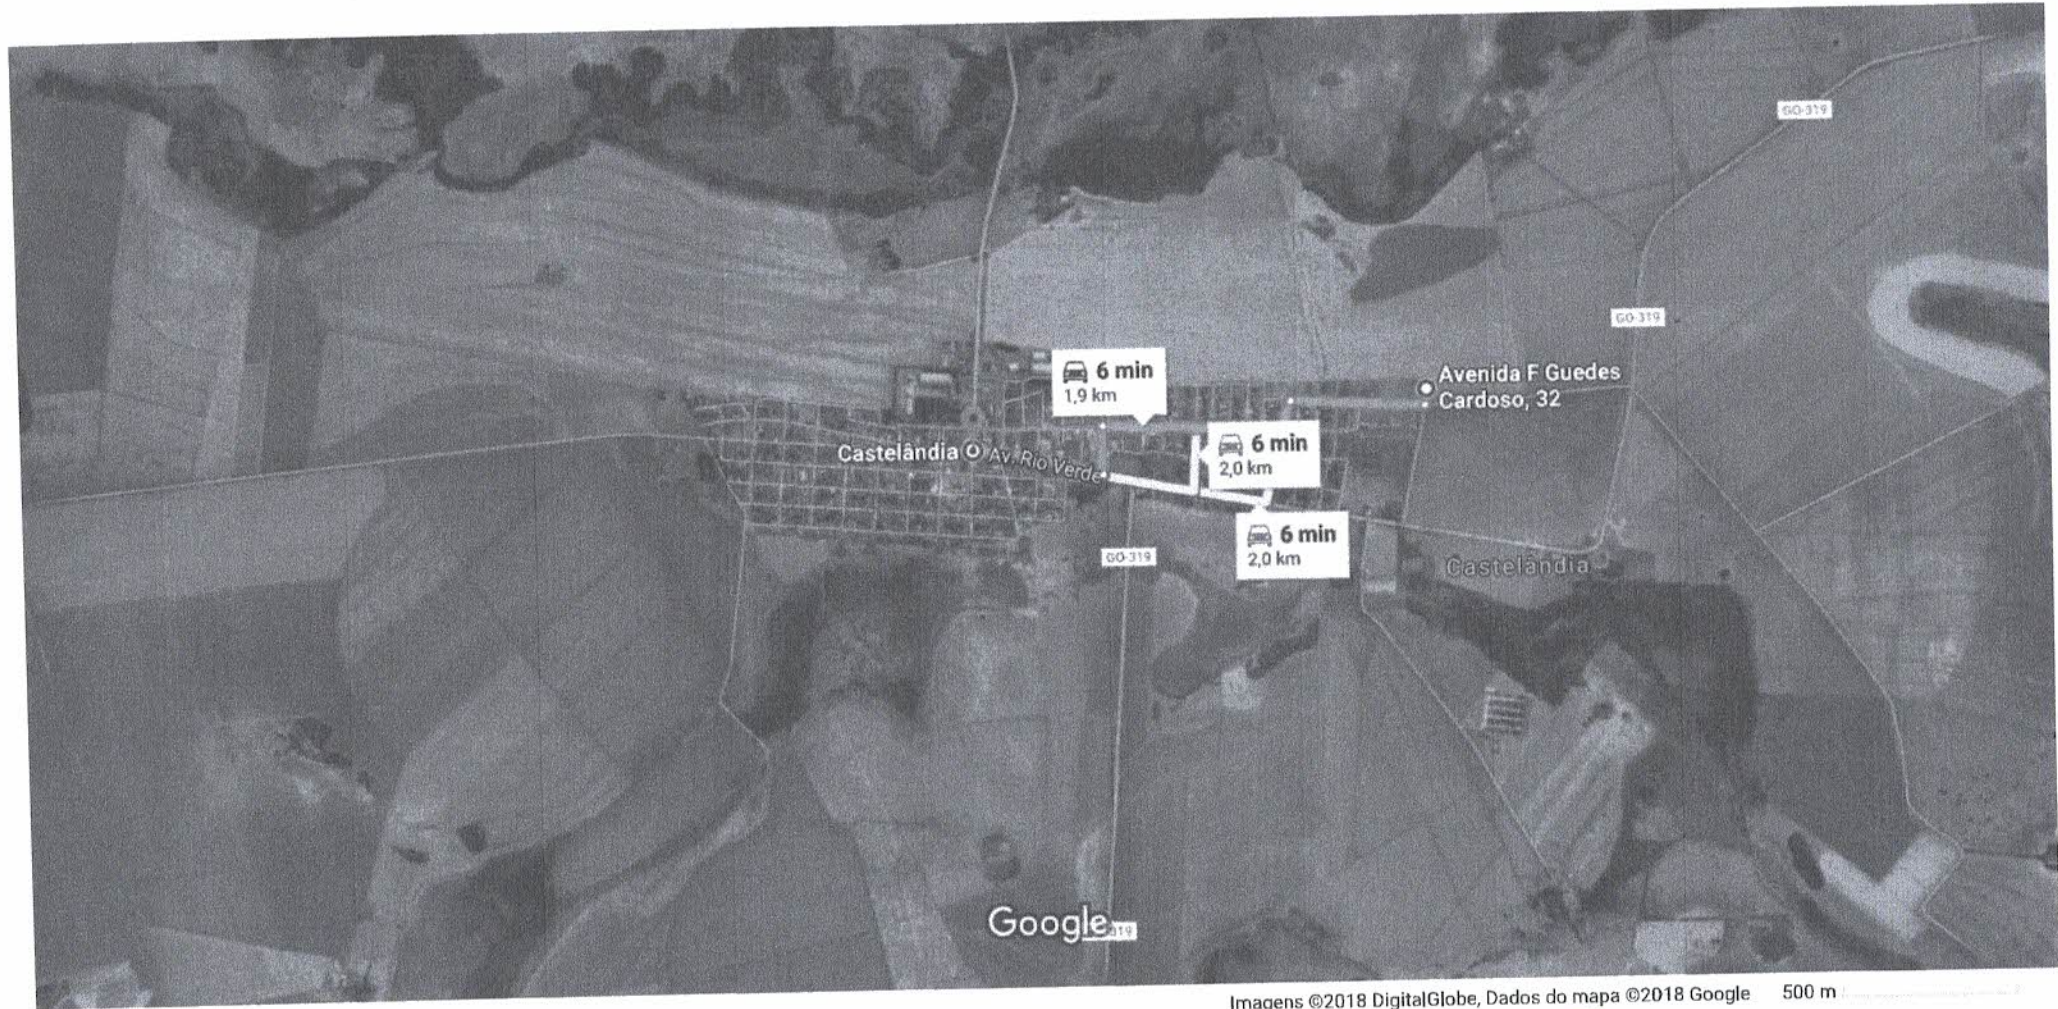 GO-319
GO-319
6 min
1,9 km
Avenida F Guedes
Cardoso, 32
6 min
2,0 km
Castelândia
Av. Rio Verde
6 min
2,0 km
GO-319
Castelândia
Google
319
Imagens ©2018 DigitalGlobe, Dados do mapa ©2018 Google 500 m